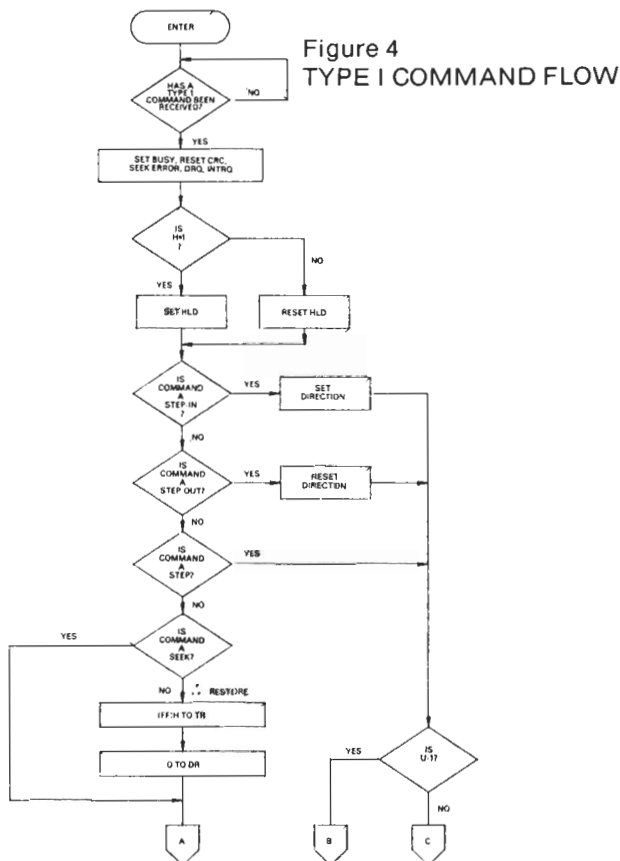 Figure 4
TYPE I COMMAND FLOW
ENTER
HAS A
TYPE I
COMMAND BEEN
RECEIVED?
NO
YES
SET BUSY, RESET CRC,
SEEK ERROR, DRQ, INTRQ
IS
H=1
?
NO
YES
SET HLD
RESET HLD
IS
COMMAND
A
STEP-IN
?
YES
SET
DIRECTION
NO
IS
COMMAND
A
STEP OUT?
YES
RESET
DIRECTION
NO
IS
COMMAND
A
STEP?
YES
NO
IS
COMMAND
A
SEEK?
YES
NO ∴ RESTORE
TO TR
0 TO DR
IS
YES
NO
A
B
C